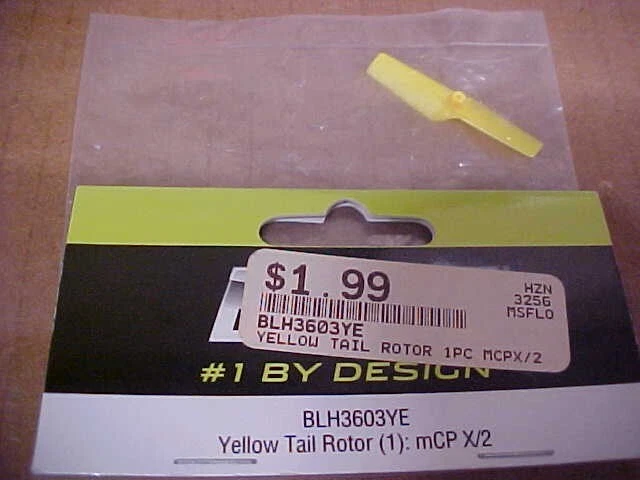 $1.99
HZN
3256
MSFLO
BLH3603YE
YELLOW TAIL ROTOR 1PC MCPX/2
#1 BY DESIGN
BLH3603YE
Yellow Tail Rotor (1): mCP X/2